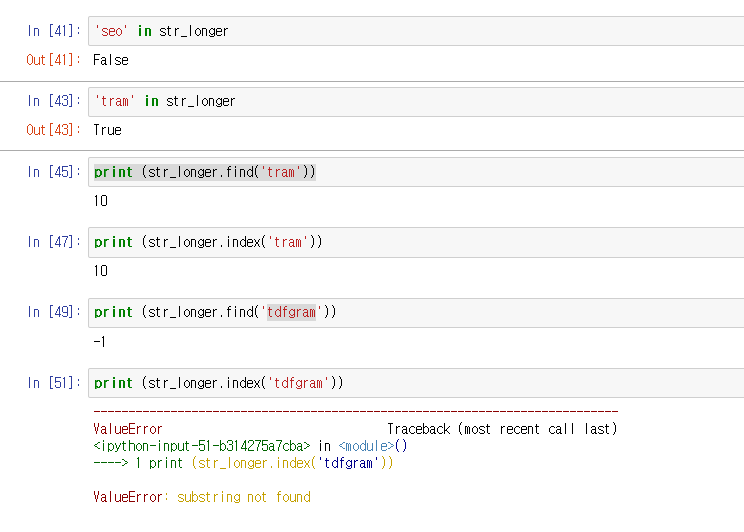 In [41]: 'seo' in str_longer
Out[41]: False
In [43]: 'tram' in str_longer
Out[43]: True
In [45]: print (str_longer.find('tram'))
10
In [47]: print (str_longer.index('tram'))
10
In [49]: print (str_longer.find('tdfgram'))
-1
In [51]: print (str_longer.index('tdfgram'))
---------------------------------------------------------------------------
ValueError                                Traceback (most recent call last)
<ipython-input-51-b314275a7cba> in <module>()
----> 1 print (str_longer.index('tdfgram'))
ValueError: substring not found